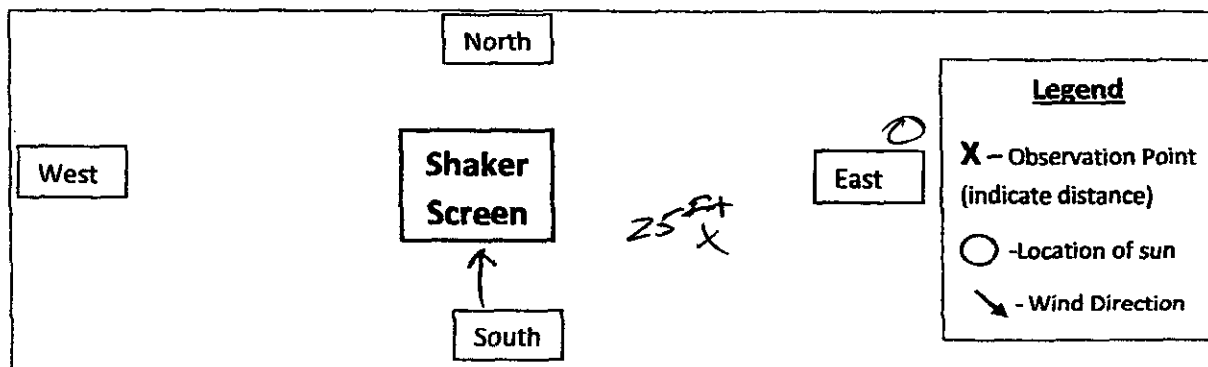 North
West
Shaker
Screen
25 Ft
X
East
South
Legend
X – Observation Point
(indicate distance)
-Location of sun
- Wind Direction